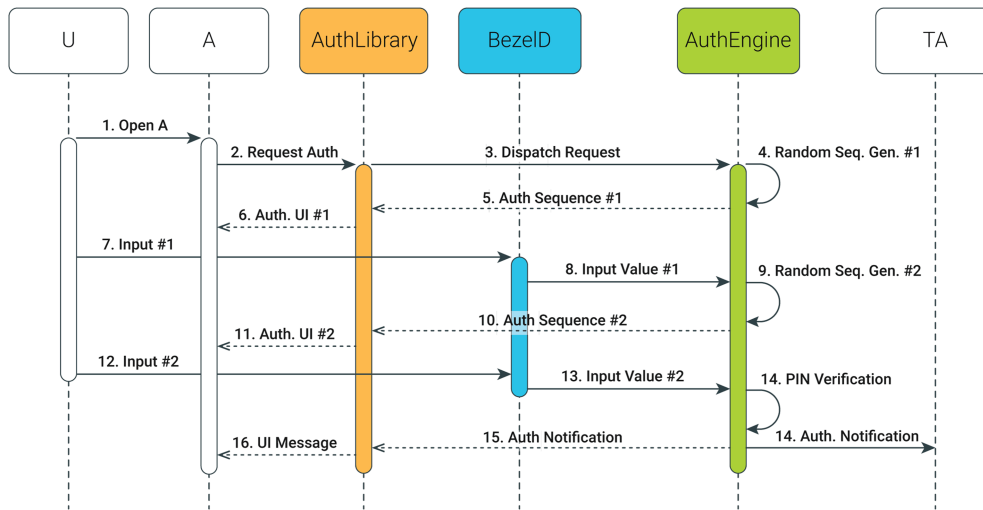 U
A
AuthLibrary
BezelD
AuthEngine
TA
1. Open A
2. Request Auth
3. Dispatch Request
4. Random Seq. Gen. #1
5. Auth Sequence #1
6. Auth. UI #1
7. Input #1
8. Input Value #1
9. Random Seq. Gen. #2
10. Auth Sequence #2
11. Auth. UI #2
12. Input #2
13. Input Value #2
14. PIN Verification
15. Auth Notification
14. Auth. Notification
16. UI Message